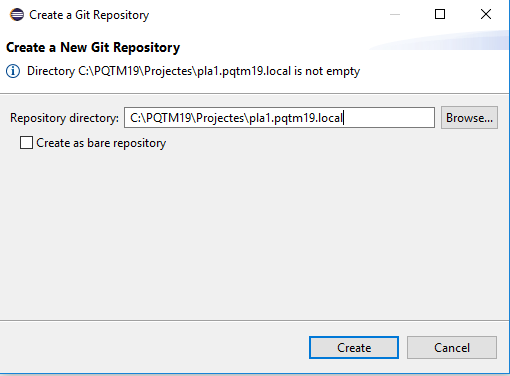 Create a Git Repository
Create a New Git Repository
Directory C:\PQTM19\Projectes\pla1.pqtm19.local is not empty
Repository directory: C:\PQTM19\Projectes\pla1.pqtm19.local Browse...
Create as bare repository
Create Cancel